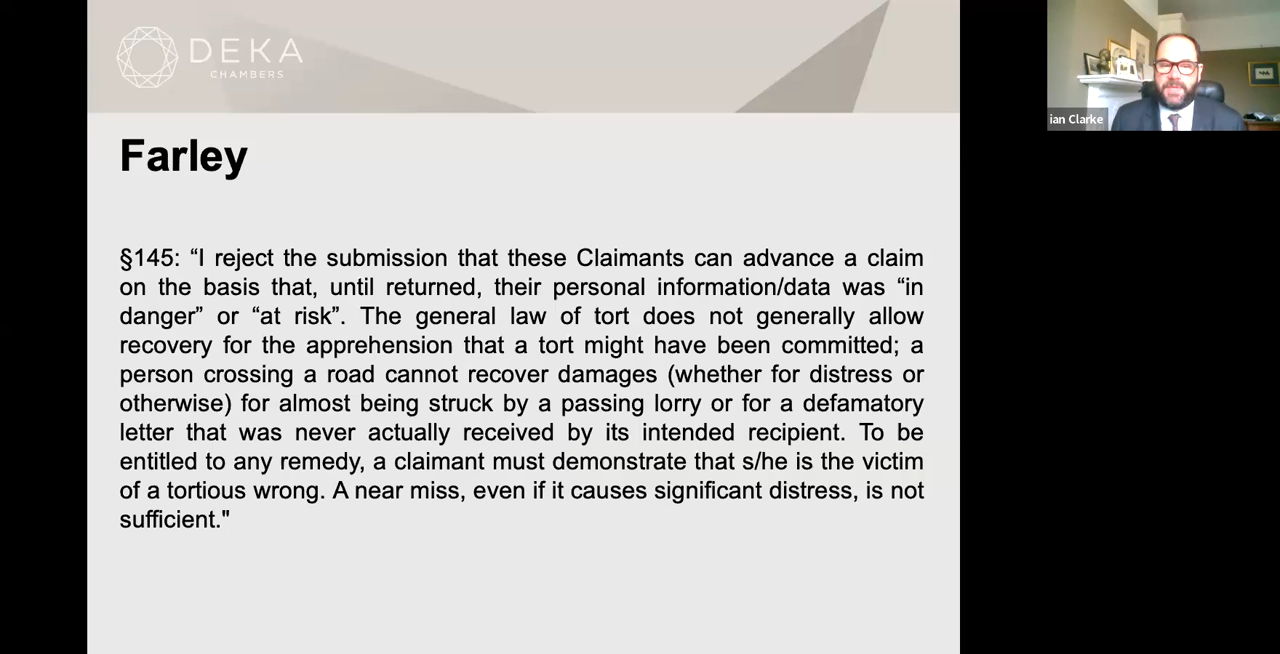 DEKA
CHAMBERS
ian Clarke
Farley
§145: “I reject the submission that these Claimants can advance a claim
on the basis that, until returned, their personal information/data was “in
danger” or “at risk”. The general law of tort does not generally allow
recovery for the apprehension that a tort might have been committed; a
person crossing a road cannot recover damages (whether for distress or
otherwise) for almost being struck by a passing lorry or for a defamatory
letter that was never actually received by its intended recipient. To be
entitled to any remedy, a claimant must demonstrate that s/he is the victim
of a tortious wrong. A near miss, even if it causes significant distress, is not
sufficient."